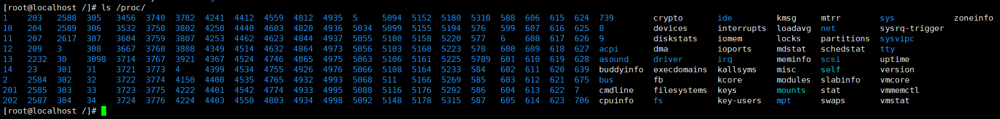 [root@localhost /]# ls /proc/
1 203 2588 305 3456 3740 3782 4241 4412 4559 4812 4935 5 5094 5152 5180 5318 588 606 615 624 739 crypto ide kmsg mtrr sys zoneinfo
10 204 2589 306 3532 3758 3802 4250 4440 4603 4820 4936 5034 5099 5155 5194 576 599 607 616 625 8 devices interrupts loadavg net sysrq-trigger
11 207 2617 307 3604 3759 3807 4253 4462 4623 4844 4937 5055 5100 5158 5220 577 6 608 617 626 9 diskstats iomem locks partitions sysvipc
12 209 3 308 3667 3760 3808 4349 4514 4632 4864 4973 5056 5103 5160 5223 578 600 609 618 627 acpi dma ioports mdstat schedstat tty
13 2232 30 3098 3714 3767 3921 4367 4524 4746 4865 4975 5063 5106 5161 5225 5789 601 610 619 628 asound driver irq meminfo scsi uptime
14 23 301 31 3721 3773 4 4399 4534 4755 4926 4976 5066 5108 5164 5233 584 602 611 620 639 buddyinfo execdomains kallsyms misc self version
2 2584 302 32 3722 3774 4150 4400 4535 4765 4932 4993 5068 511 5166 5269 585 603 612 621 675 bus fb kcore modules slabinfo vmcore
201 2585 303 33 3723 3775 4222 4401 4542 4774 4933 4995 5088 5116 5176 5292 586 604 613 622 7 cmdline filesystems keys mounts stat vmmemctl
202 2587 304 34 3724 3776 4224 4403 4550 4803 4934 4998 5092 5148 5178 5315 587 605 614 623 706 cpuinfo fs key-users mpt swaps vmstat
[root@localhost /]#